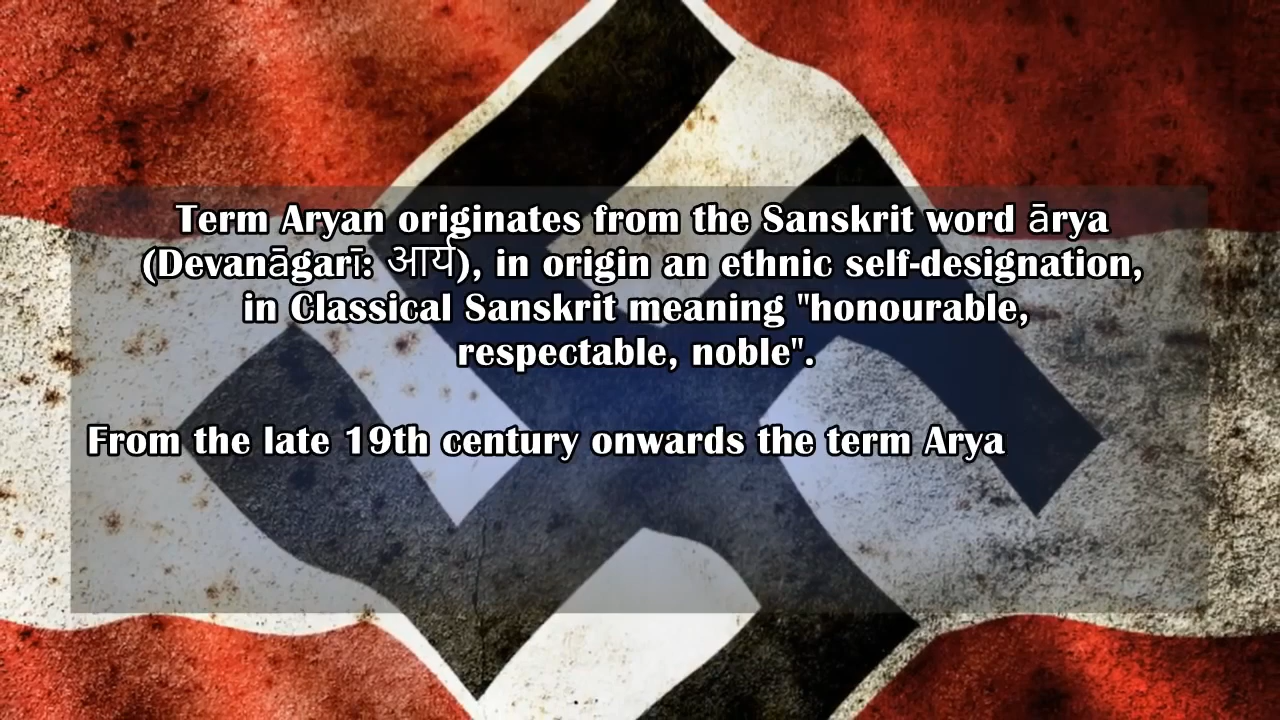 Term Aryan originates from the Sanskrit word ārya
(Devanāgarī: आर्य), in origin an ethnic self-designation,
in Classical Sanskrit meaning "honourable,
respectable, noble".
From the late 19th century onwards the term Arya